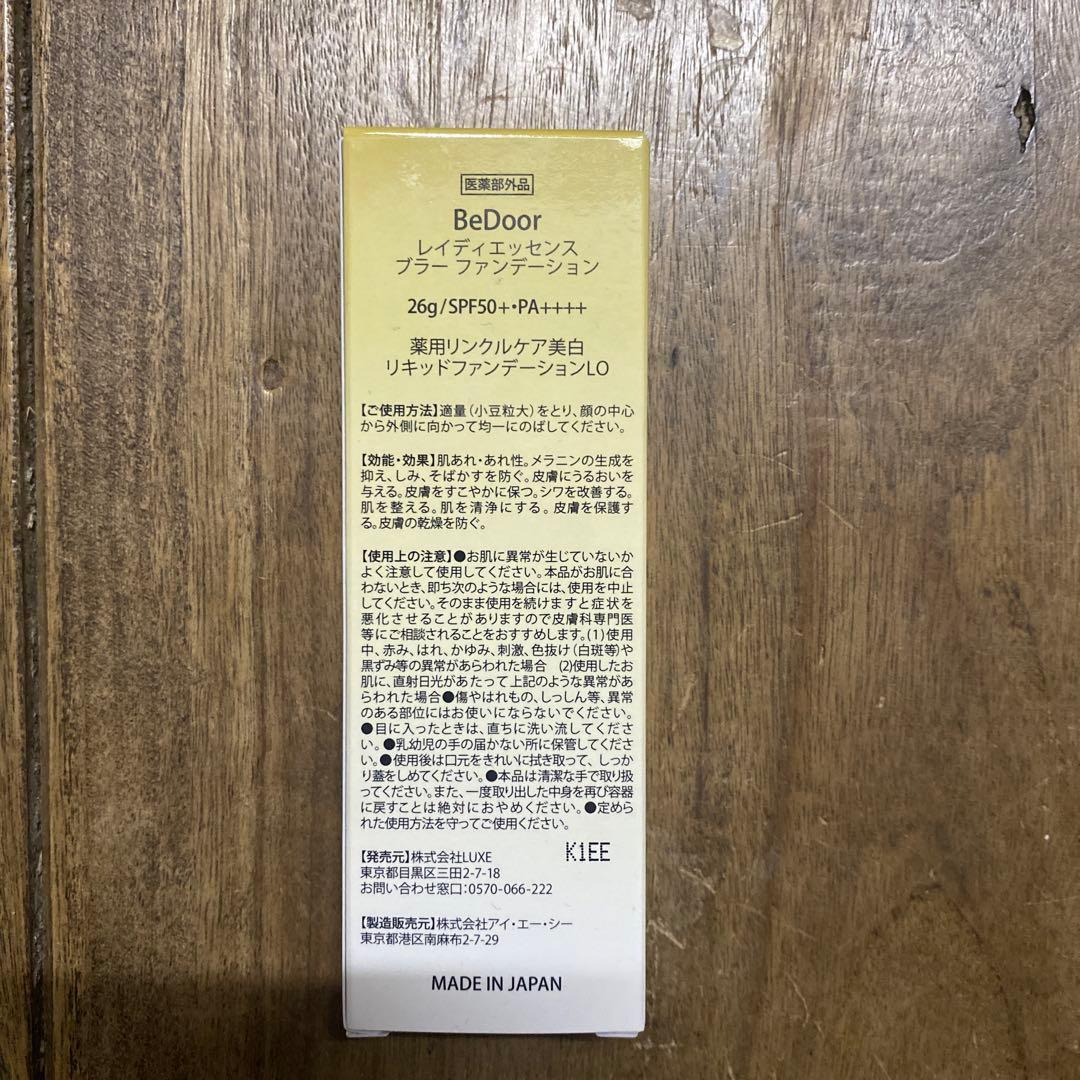 医薬部外品
BeDoor
レイディエッセンス
ブラー ファンデーション
26g/SPF50+・PA++++
薬用リンクルケア美白
リキッドファンデーションLO
【ご使用方法】適量(小豆粒大)をとり、顔の中心
から外側に向かって均一にのばしてください。
【効能・効果】肌あれ・あれ性。メラニンの生成を
抑え、しみ、そばかすを防ぐ。皮膚にうるおいを
与える。皮膚をすこやかに保つ。シワを改善する。
肌を整える。肌を清浄にする。皮膚を保護す
る。皮膚の乾燥を防ぐ。
【使用上の注意】●お肌に異常が生じていないか
よく注意して使用してください。本品がお肌に合
わないとき、即ち次のような場合には、使用を中止
してください。そのまま使用を続けますと症状を
悪化させることがありますので皮膚科専門医
等にご相談されることをおすすめします。(1)使用
中、赤み、はれ、かゆみ、刺激、色抜け(白斑等)や
黒ずみ等の異常があらわれた場合 (2)使用したお
肌に、直射日光があたって上記のような異常があ
らわれた場合●傷やはれもの、しっしん等、異常
のある部位にはお使いにならないでください。
●目に入ったときは、直ちに洗い流してくださ
い。●乳幼児の手の届かない所に保管してくださ
い。●使用後は口元をきれいに拭き取って、しっか
り蓋をしめてください。●本品は清潔な手で取り扱
ってください。また、一度取り出した中身を再び容器
に戻すことは絶対におやめください。●定めら
れた使用方法を守ってご使用ください。
【発売元】株式会社LUXE
K1EE
東京都目黒区三田2-7-18
お問い合わせ窓口:0570-066-222
【製造販売元】株式会社アイ・エー・シー
東京都港区南麻布2-7-29
MADE IN JAPAN